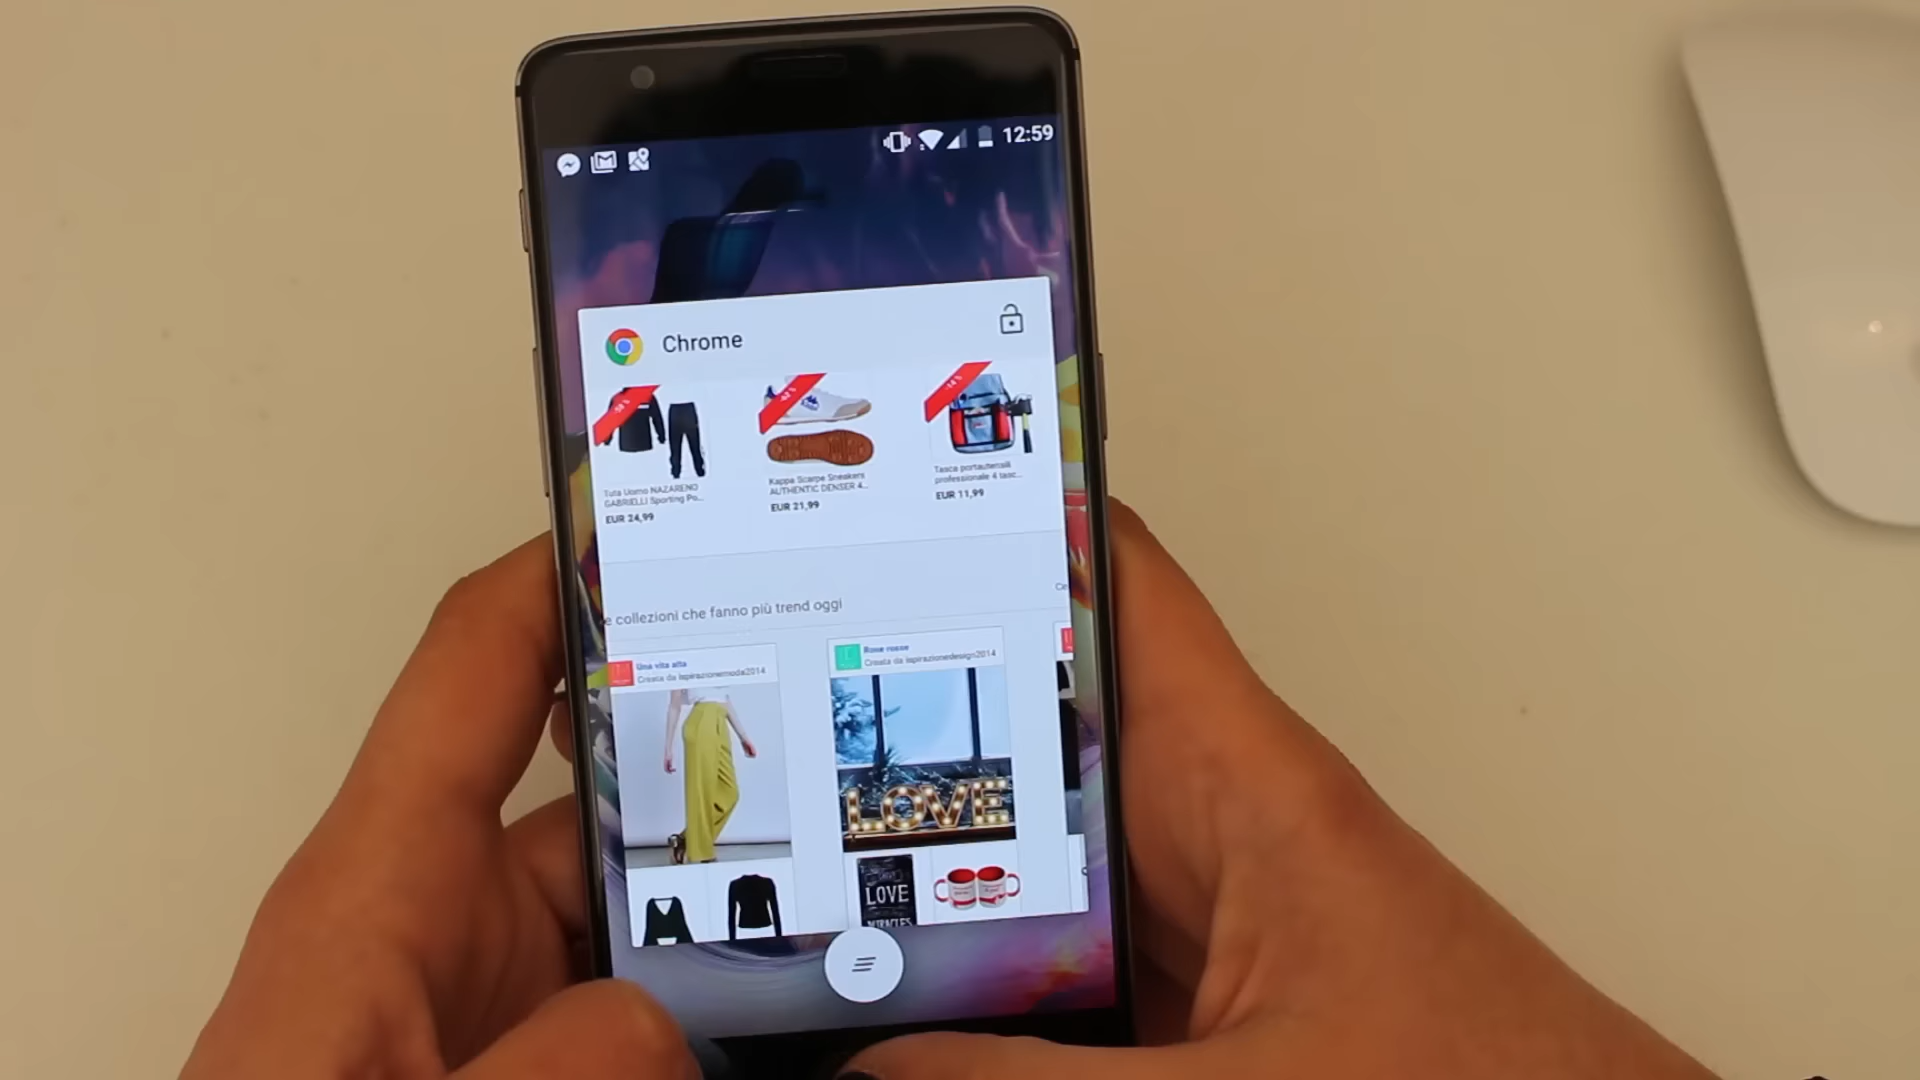 12:59
Chrome
Tuta Uomo NAZARENO
GABRIELLI Sporting Po...
EUR 24,99
Kappa Scarpe Sneakers
AUTHENTIC DENSER 4...
EUR 21,99
Tasca portautensili
professionale 4 tasc...
EUR 11,99
e collezioni che fanno più trend oggi
Una vita alta
Creata da ispirazionemoda2014
Rose rosse
Creata da ispirazionedesign2014
LOVE
LOVE
MIRACLES